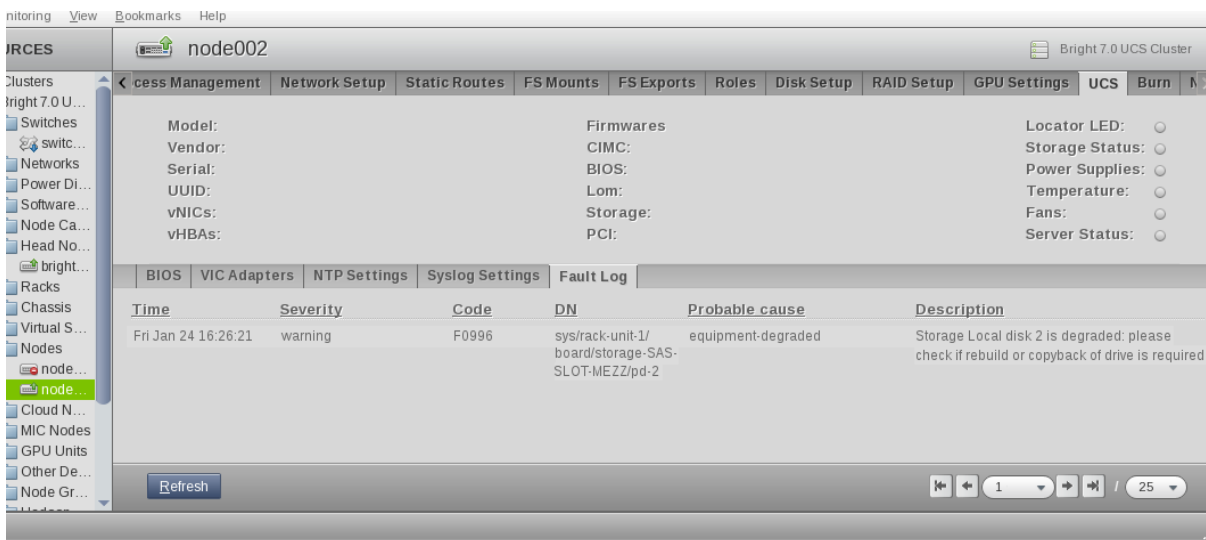 nitoring View Bookmarks Help
URCES
node002
Bright 7.0 UCS Cluster
cess Management Network Setup Static Routes FS Mounts FS Exports Roles Disk Setup RAID Setup GPU Settings UCS Burn
Clusters
Bright 7.0 U...
Switches
switc...
Networks
Power Di...
Software...
Node Ca...
Head No...
bright...
Racks
Chassis
Virtual S...
Nodes
node...
node...
Cloud N...
MIC Nodes
GPU Units
Other De...
Node Gr...
Model:
Vendor:
Serial:
UUID:
vNICs:
vHBAs:
Firmwares
CIMC:
BIOS:
Lom:
Storage:
PCI:
Locator LED:
Storage Status:
Power Supplies:
Temperature:
Fans:
Server Status:
BIOS VIC Adapters NTP Settings Syslog Settings Fault Log
Time Severity Code DN Probable cause Description
Fri Jan 24 16:26:21 warning F0996 sys/rack-unit-1/ equipment-degraded Storage Local disk 2 is degraded: please
board/storage-SAS- check if rebuild or copyback of drive is required
SLOT-MEZZ/pd-2
Refresh
1 / 25